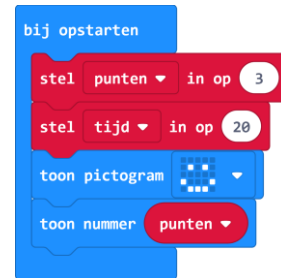 bij opstarten
stel punten in op 3
stel tijd in op 20
toon pictogram
toon nummer punten